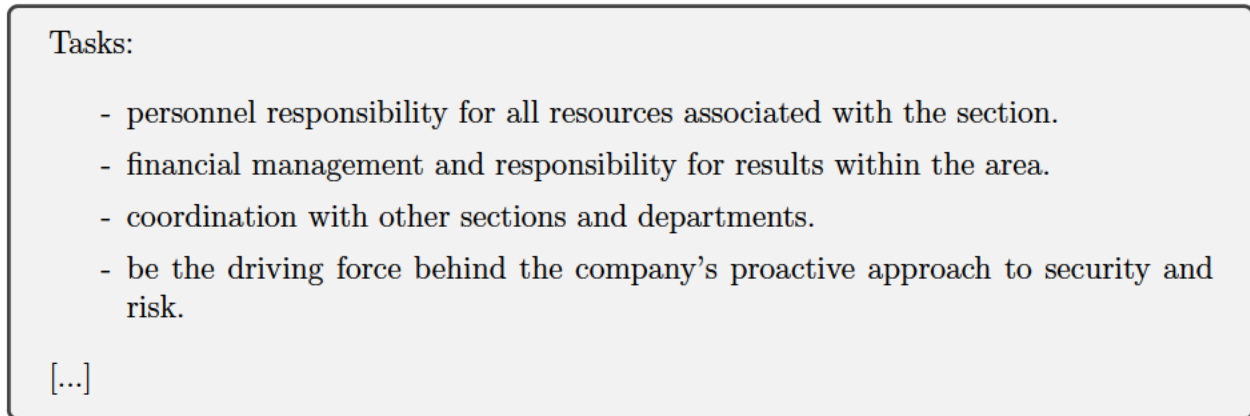 Tasks:
- personnel responsibility for all resources associated with the section.
- financial management and responsibility for results within the area.
- coordination with other sections and departments.
- be the driving force behind the company’s proactive approach to security and
risk.
[...]